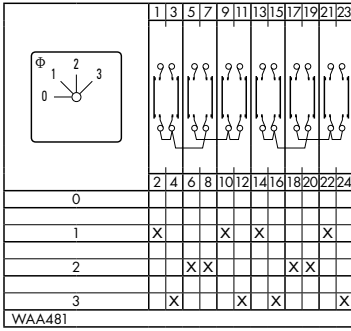 1 3 5 7 9 11 13 15 17 19 21 23
Φ
1 2 3
0
2 4 6 8 10 12 14 16 18 20 22 24
0
1 X X X X
2 X X X X
3 X X X X
WAA481